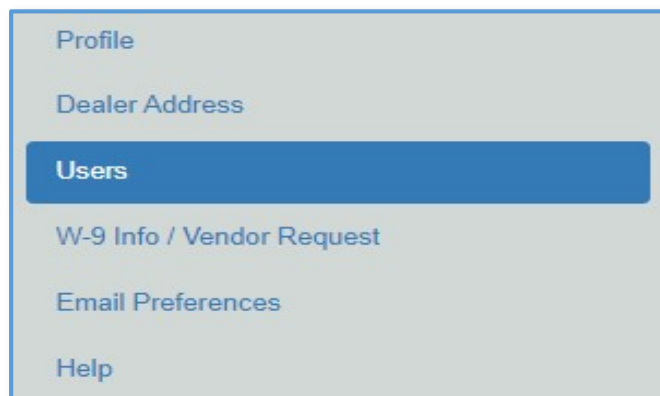 Profile
Dealer Address
Users
W-9 Info / Vendor Request
Email Preferences
Help